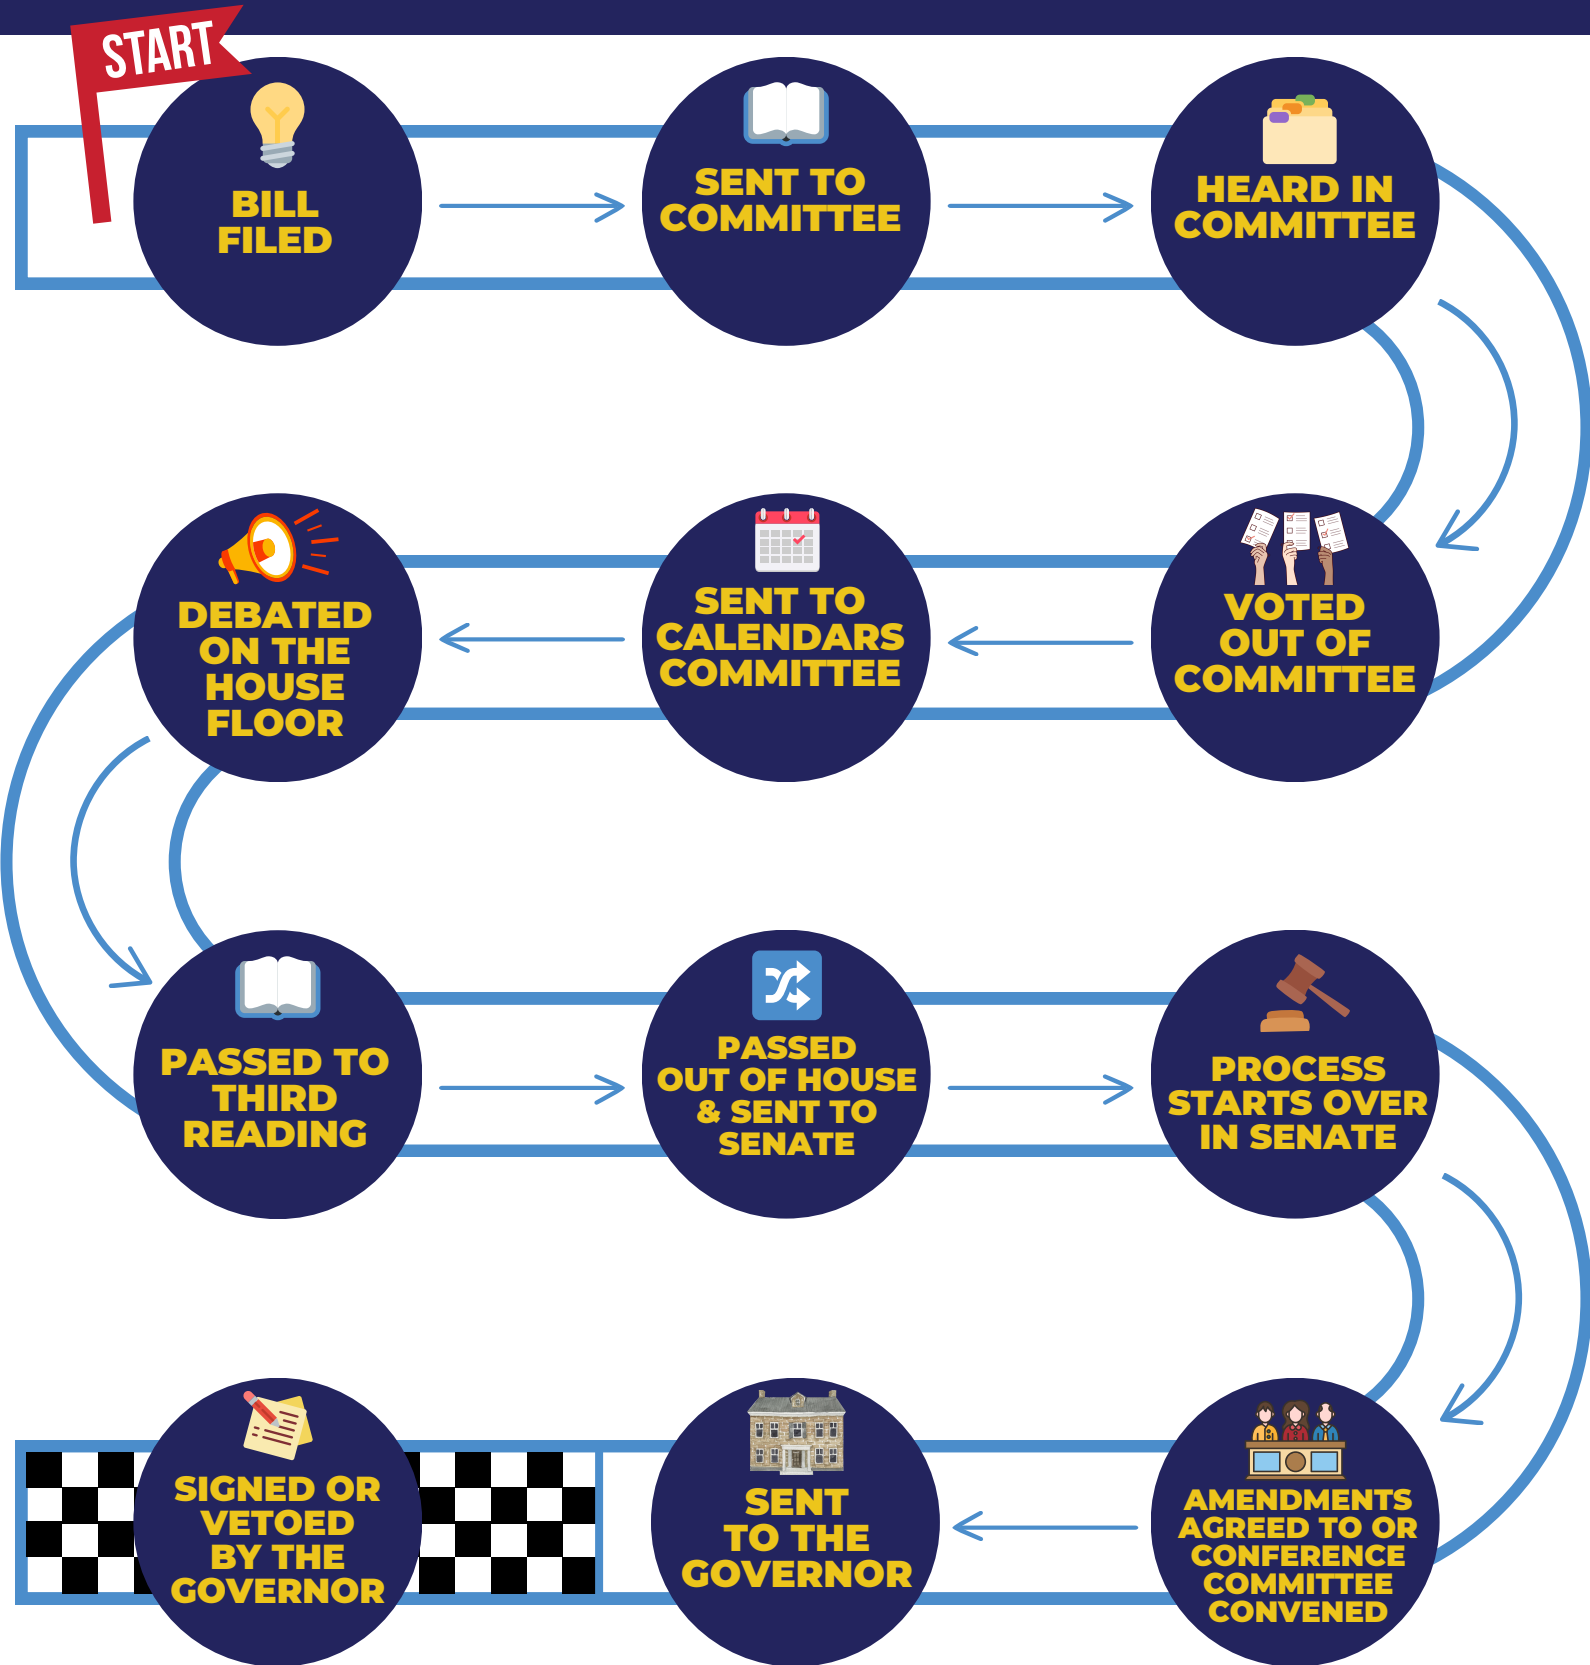 START
BILL
FILED
SENT TO
COMMITTEE
HEARD IN
COMMITTEE
VOTED
OUT OF
COMMITTEE
SENT TO
CALENDARS
COMMITTEE
DEBATED
ON THE
HOUSE
FLOOR
PASSED TO
THIRD
READING
PASSED
OUT OF HOUSE
& SENT TO
SENATE
PROCESS
STARTS OVER
IN SENATE
AMENDMENTS
AGREED TO OR
CONFERENCE
COMMITTEE
CONVENED
SENT
TO THE
GOVERNOR
SIGNED OR
VETOED
BY THE
GOVERNOR